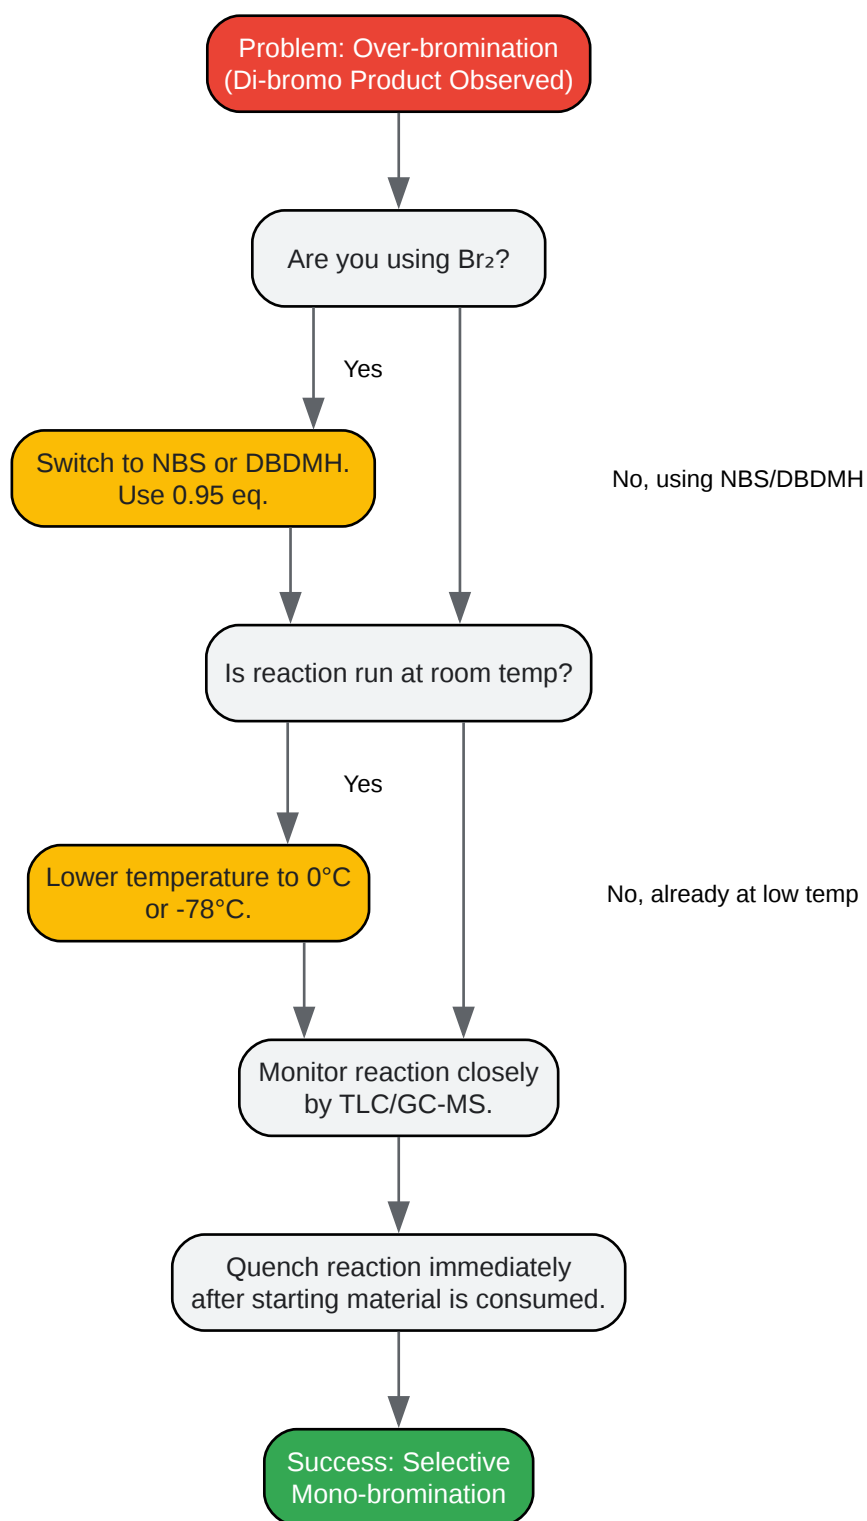 Problem: Over-bromination
(Di-bromo Product Observed)
Are you using Br₂?
Yes
Switch to NBS or DBDMH.
Use 0.95 eq.
No, using NBS/DBDMH
Is reaction run at room temp?
Yes
Lower temperature to 0°C
or -78°C.
No, already at low temp
Monitor reaction closely
by TLC/GC-MS.
Quench reaction immediately
after starting material is consumed.
Success: Selective
Mono-bromination